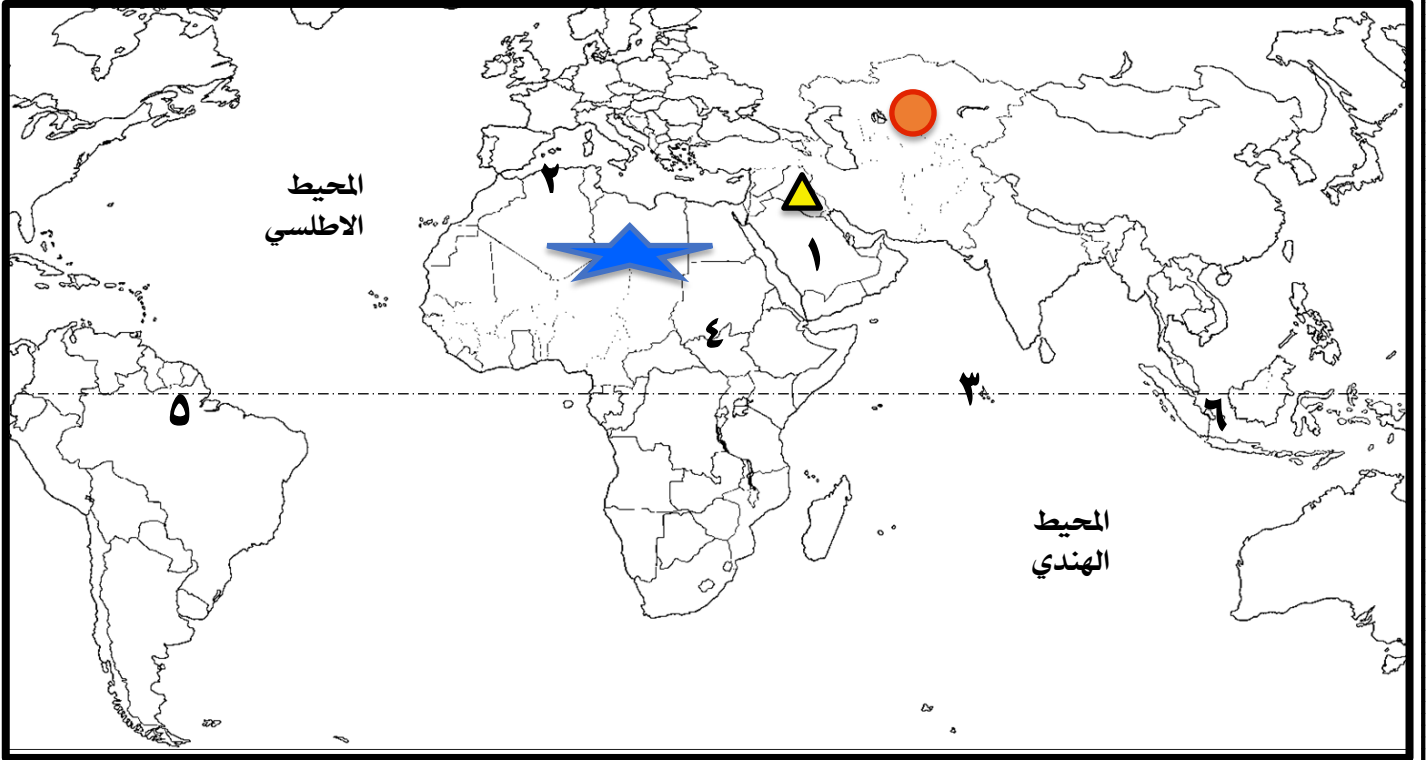 ٢
المحيط
الاطلسي
١
٤
٣
٥
٦
المحيط
الهندي